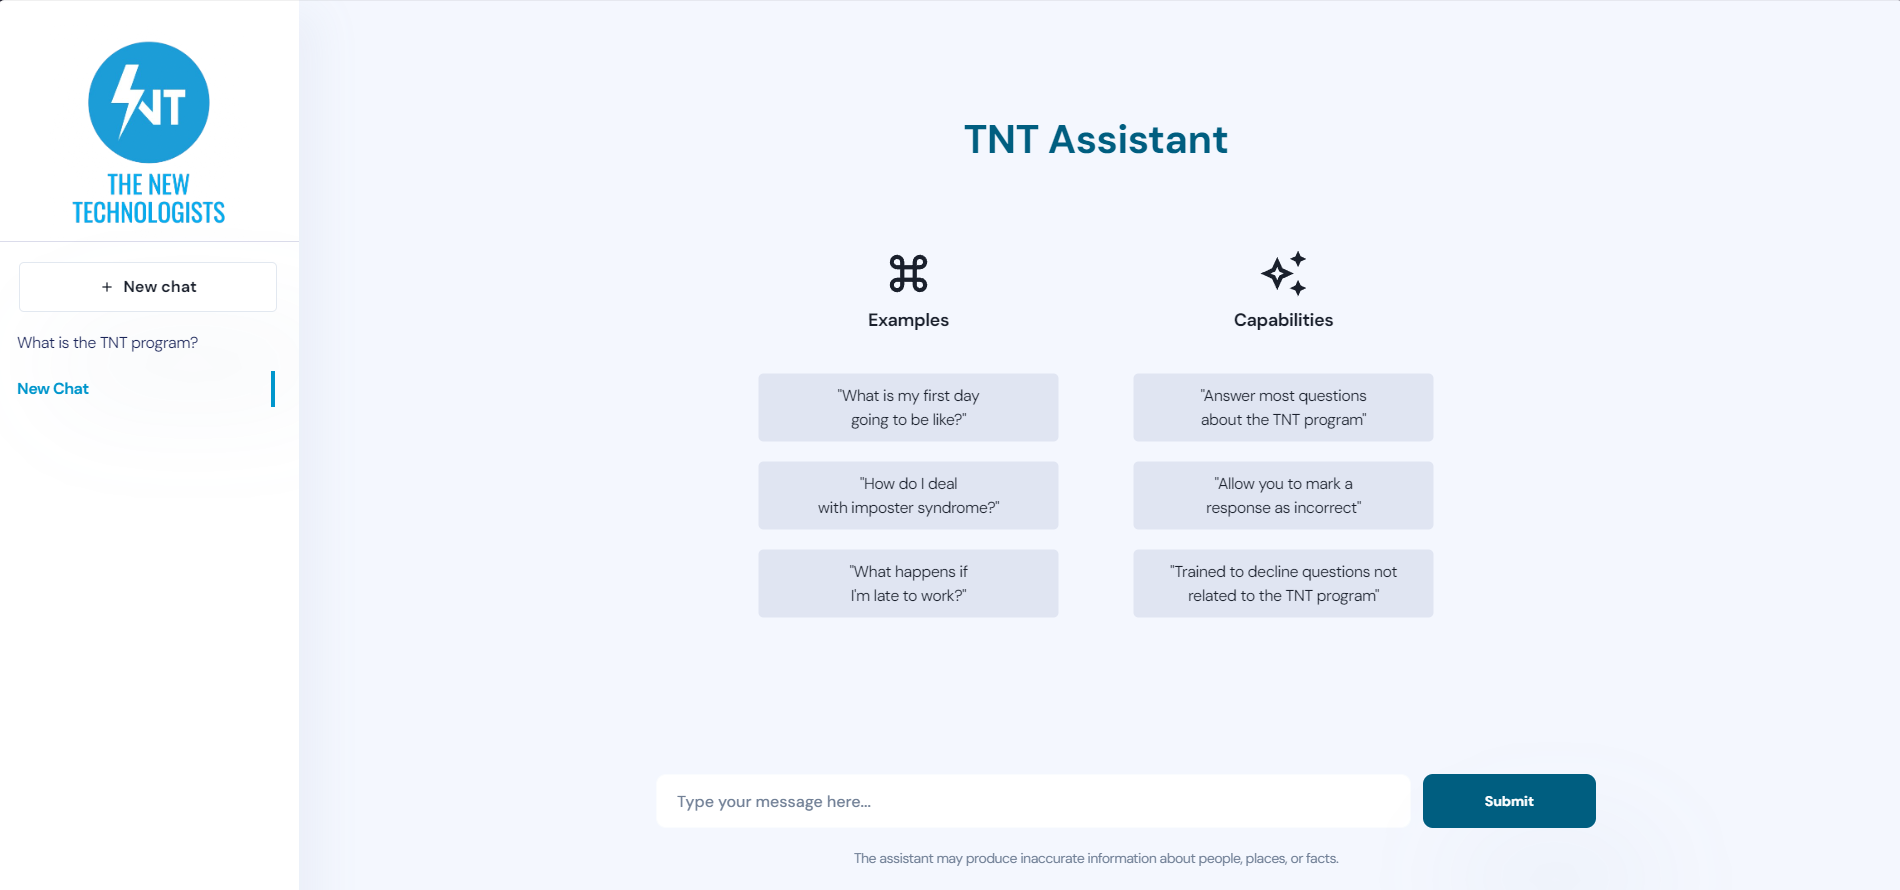 TNT
THE NEW
TECHNOLOGISTS
+ New chat
What is the TNT program?
New Chat
TNT Assistant
Examples
"What is my first day
going to be like?"
"How do I deal
with imposter syndrome?"
"What happens if
I'm late to work?"
Capabilities
"Answer most questions
about the TNT program"
"Allow you to mark a
response as incorrect"
"Trained to decline questions not
related to the TNT program"
Type your message here...
Submit
The assistant may produce inaccurate information about people, places, or facts.